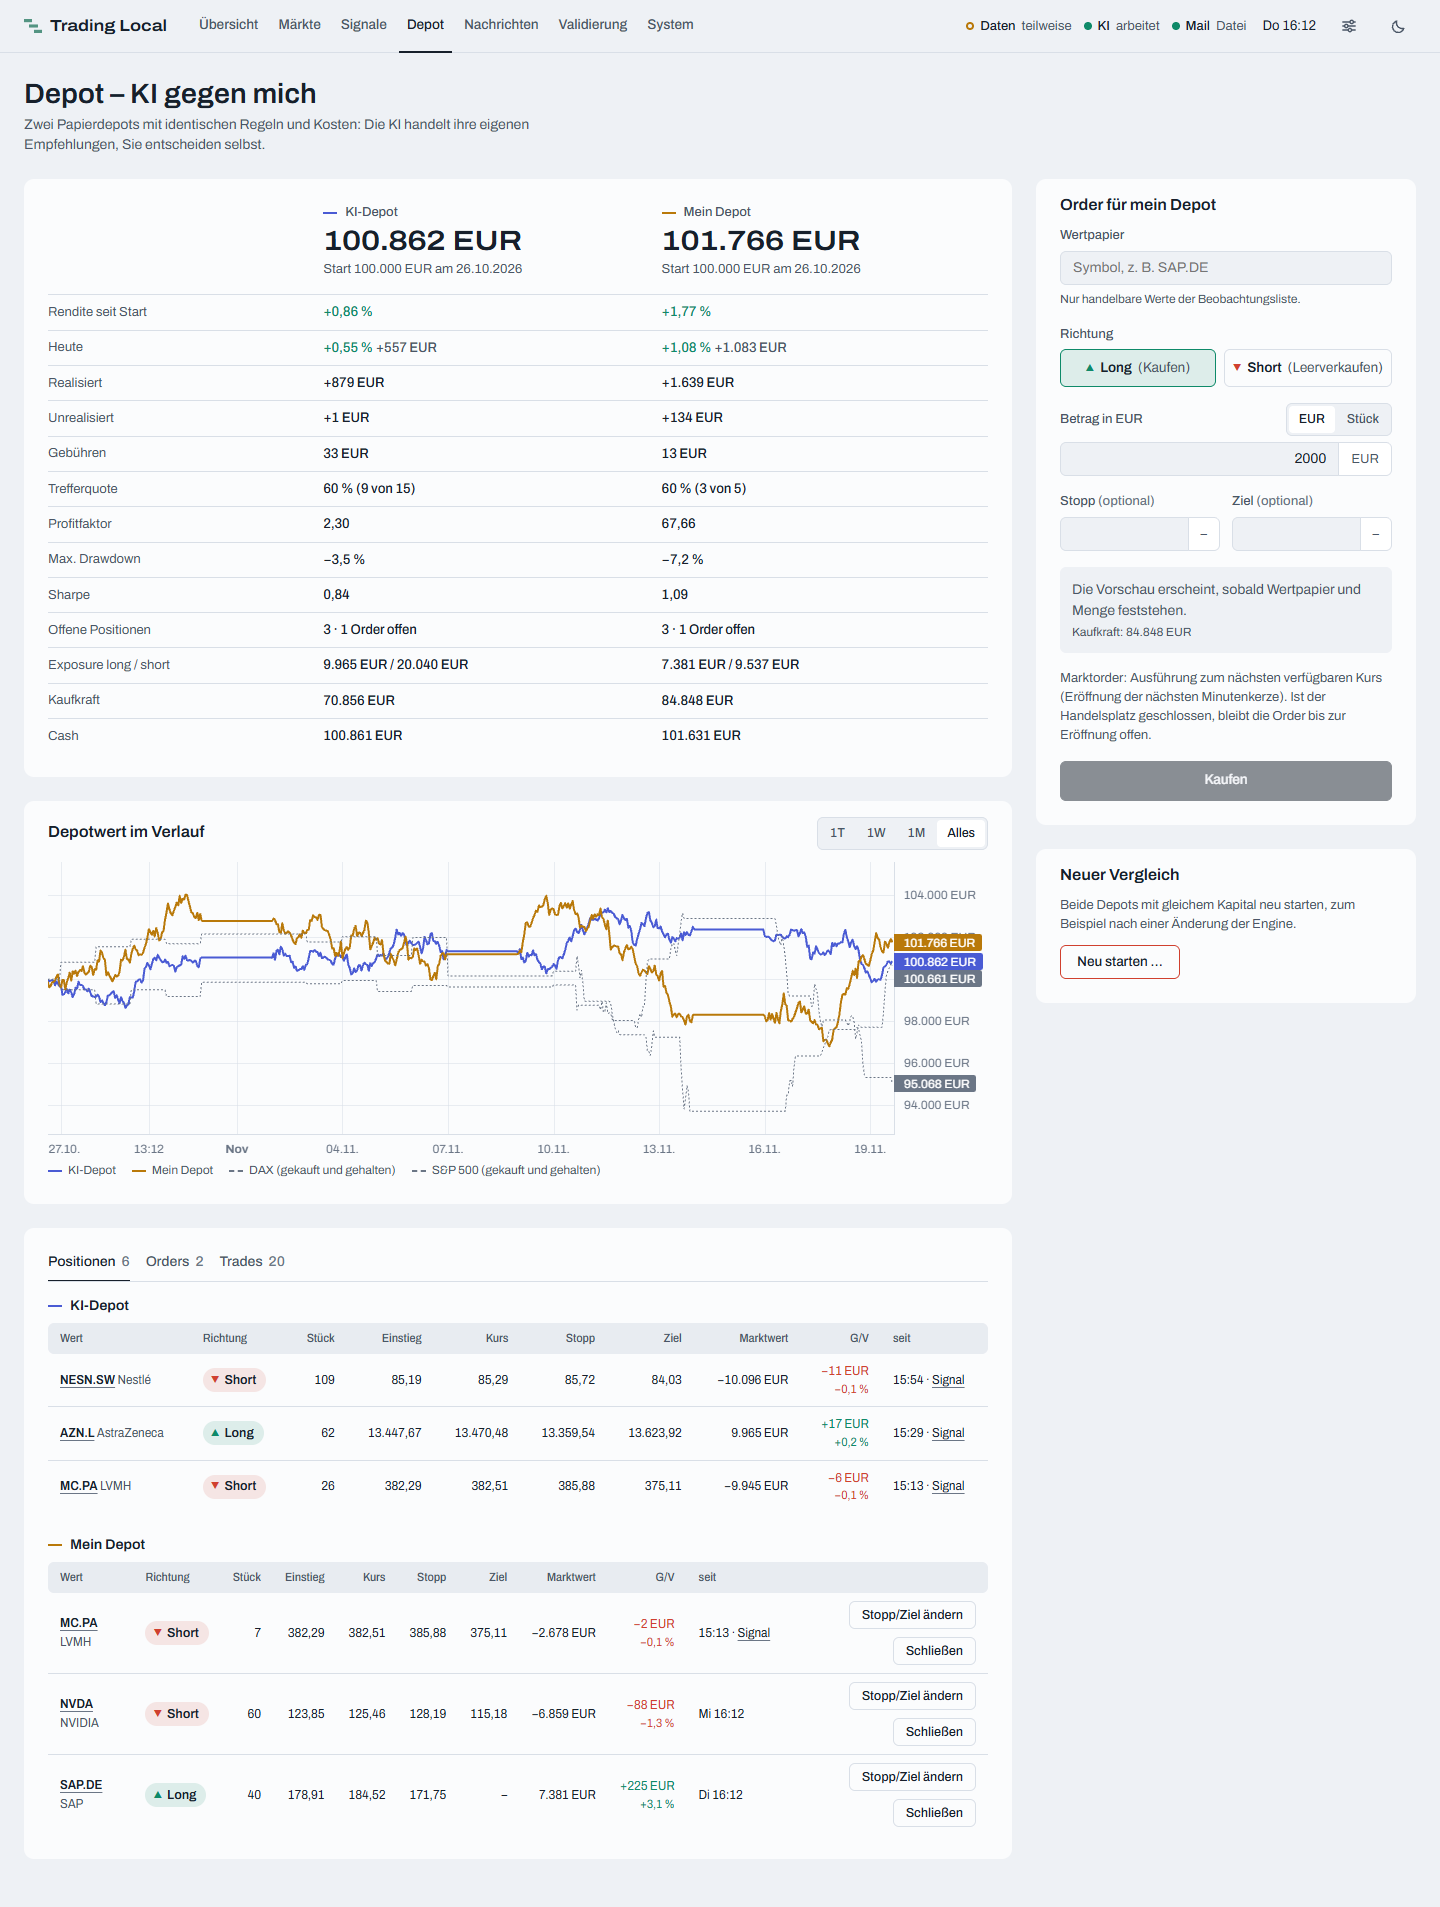 Trading Local
Übersicht Märkte Signale Depot Nachrichten Validierung System
Daten teilweise KI arbeitet Mail Datei Do 16:12
Depot – KI gegen mich
Zwei Papierdepots mit identischen Regeln und Kosten: Die KI handelt ihre eigenen
Empfehlungen, Sie entscheiden selbst.
KI-Depot Mein Depot
100.862 EUR 101.766 EUR
Start 100.000 EUR am 26.10.2026 Start 100.000 EUR am 26.10.2026
Rendite seit Start +0,86 % +1,77 %
Heute +0,55 % +557 EUR +1,08 % +1.083 EUR
Realisiert +879 EUR +1.639 EUR
Unrealisiert +1 EUR +134 EUR
Gebühren 33 EUR 13 EUR
Trefferquote 60 % (9 von 15) 60 % (3 von 5)
Profitfaktor 2,30 67,66
Max. Drawdown −3,5 % −7,2 %
Sharpe 0,84 1,09
Offene Positionen 3 · 1 Order offen 3 · 1 Order offen
Exposure long / short 9.965 EUR / 20.040 EUR 7.381 EUR / 9.537 EUR
Kaufkraft 70.856 EUR 84.848 EUR
Cash 100.861 EUR 101.631 EUR
Order für mein Depot
Wertpapier
Symbol, z. B. SAP.DE
Nur handelbare Werte der Beobachtungsliste.
Richtung
▲ Long (Kaufen) ▼ Short (Leerverkaufen)
Betrag in EUR EUR Stück
2000 EUR
Stopp (optional) Ziel (optional)
– –
Die Vorschau erscheint, sobald Wertpapier und
Menge feststehen.
Kaufkraft: 84.848 EUR
Marktorder: Ausführung zum nächsten verfügbaren Kurs
(Eröffnung der nächsten Minutenkerze). Ist der
Handelsplatz geschlossen, bleibt die Order bis zur
Eröffnung offen.
Kaufen
Neuer Vergleich
Beide Depots mit gleichem Kapital neu starten, zum
Beispiel nach einer Änderung der Engine.
Neu starten ...
Depotwert im Verlauf 1T 1W 1M Alles
104.000 EUR
101.766 EUR
100.862 EUR
100.661 EUR
98.000 EUR
96.000 EUR
95.068 EUR
94.000 EUR
27.10. 13:12 Nov 04.11. 07.11. 10.11. 13.11. 16.11. 19.11.
KI-Depot Mein Depot DAX (gekauft und gehalten) S&P 500 (gekauft und gehalten)
Positionen 6 Orders 2 Trades 20
KI-Depot
Wert Richtung Stück Einstieg Kurs Stopp Ziel Marktwert G/V seit
NESN.SW Nestlé ▼ Short 109 85,19 85,29 85,72 84,03 −10.096 EUR −11 EUR −0,1 % 15:54 · Signal
AZN.L AstraZeneca ▲ Long 62 13.447,67 13.470,48 13.359,54 13.623,92 9.965 EUR +17 EUR +0,2 % 15:29 · Signal
MC.PA LVMH ▼ Short 26 382,29 382,51 385,88 375,11 −9.945 EUR −6 EUR −0,1 % 15:13 · Signal
Mein Depot
Wert Richtung Stück Einstieg Kurs Stopp Ziel Marktwert G/V seit
MC.PA LVMH ▼ Short 7 382,29 382,51 385,88 375,11 −2.678 EUR −2 EUR −0,1 % 15:13 · Signal Stopp/Ziel ändern Schließen
NVDA NVIDIA ▼ Short 60 123,85 125,46 128,19 115,18 −6.859 EUR −88 EUR −1,3 % Mi 16:12 Stopp/Ziel ändern Schließen
SAP.DE SAP ▲ Long 40 178,91 184,52 171,75 – 7.381 EUR +225 EUR +3,1 % Di 16:12 Stopp/Ziel ändern Schließen